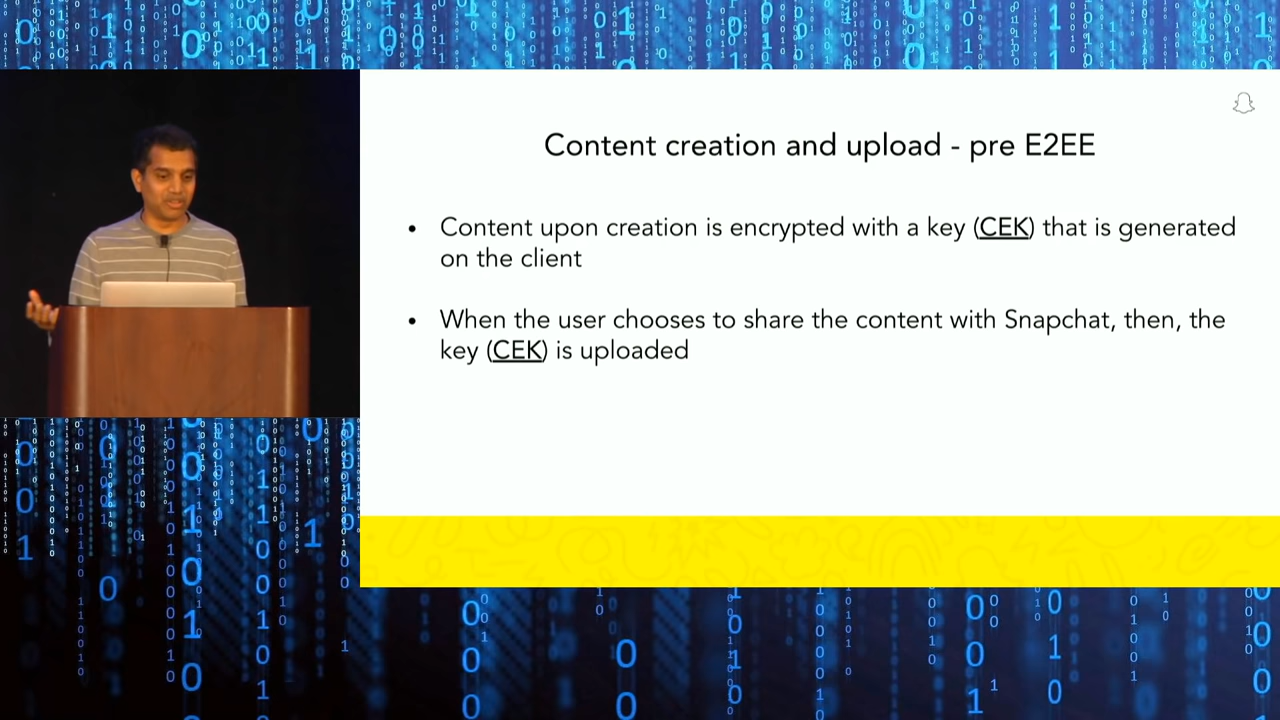 Content creation and upload - pre E2EE
• Content upon creation is encrypted with a key (CEK) that is generated
on the client
• When the user chooses to share the content with Snapchat, then, the
key (CEK) is uploaded